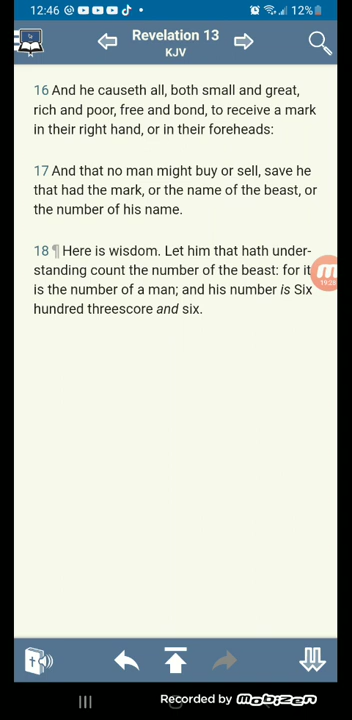 12:46 12%
Revelation 13
KJV
16 And he causeth all, both small and great,
rich and poor, free and bond, to receive a mark
in their right hand, or in their foreheads:
17 And that no man might buy or sell, save he
that had the mark, or the name of the beast, or
the number of his name.
18 ¶ Here is wisdom. Let him that hath under-
standing count the number of the beast: for it
is the number of a man; and his number is Six
hundred threescore and six.
19:28
Recorded by mobizen